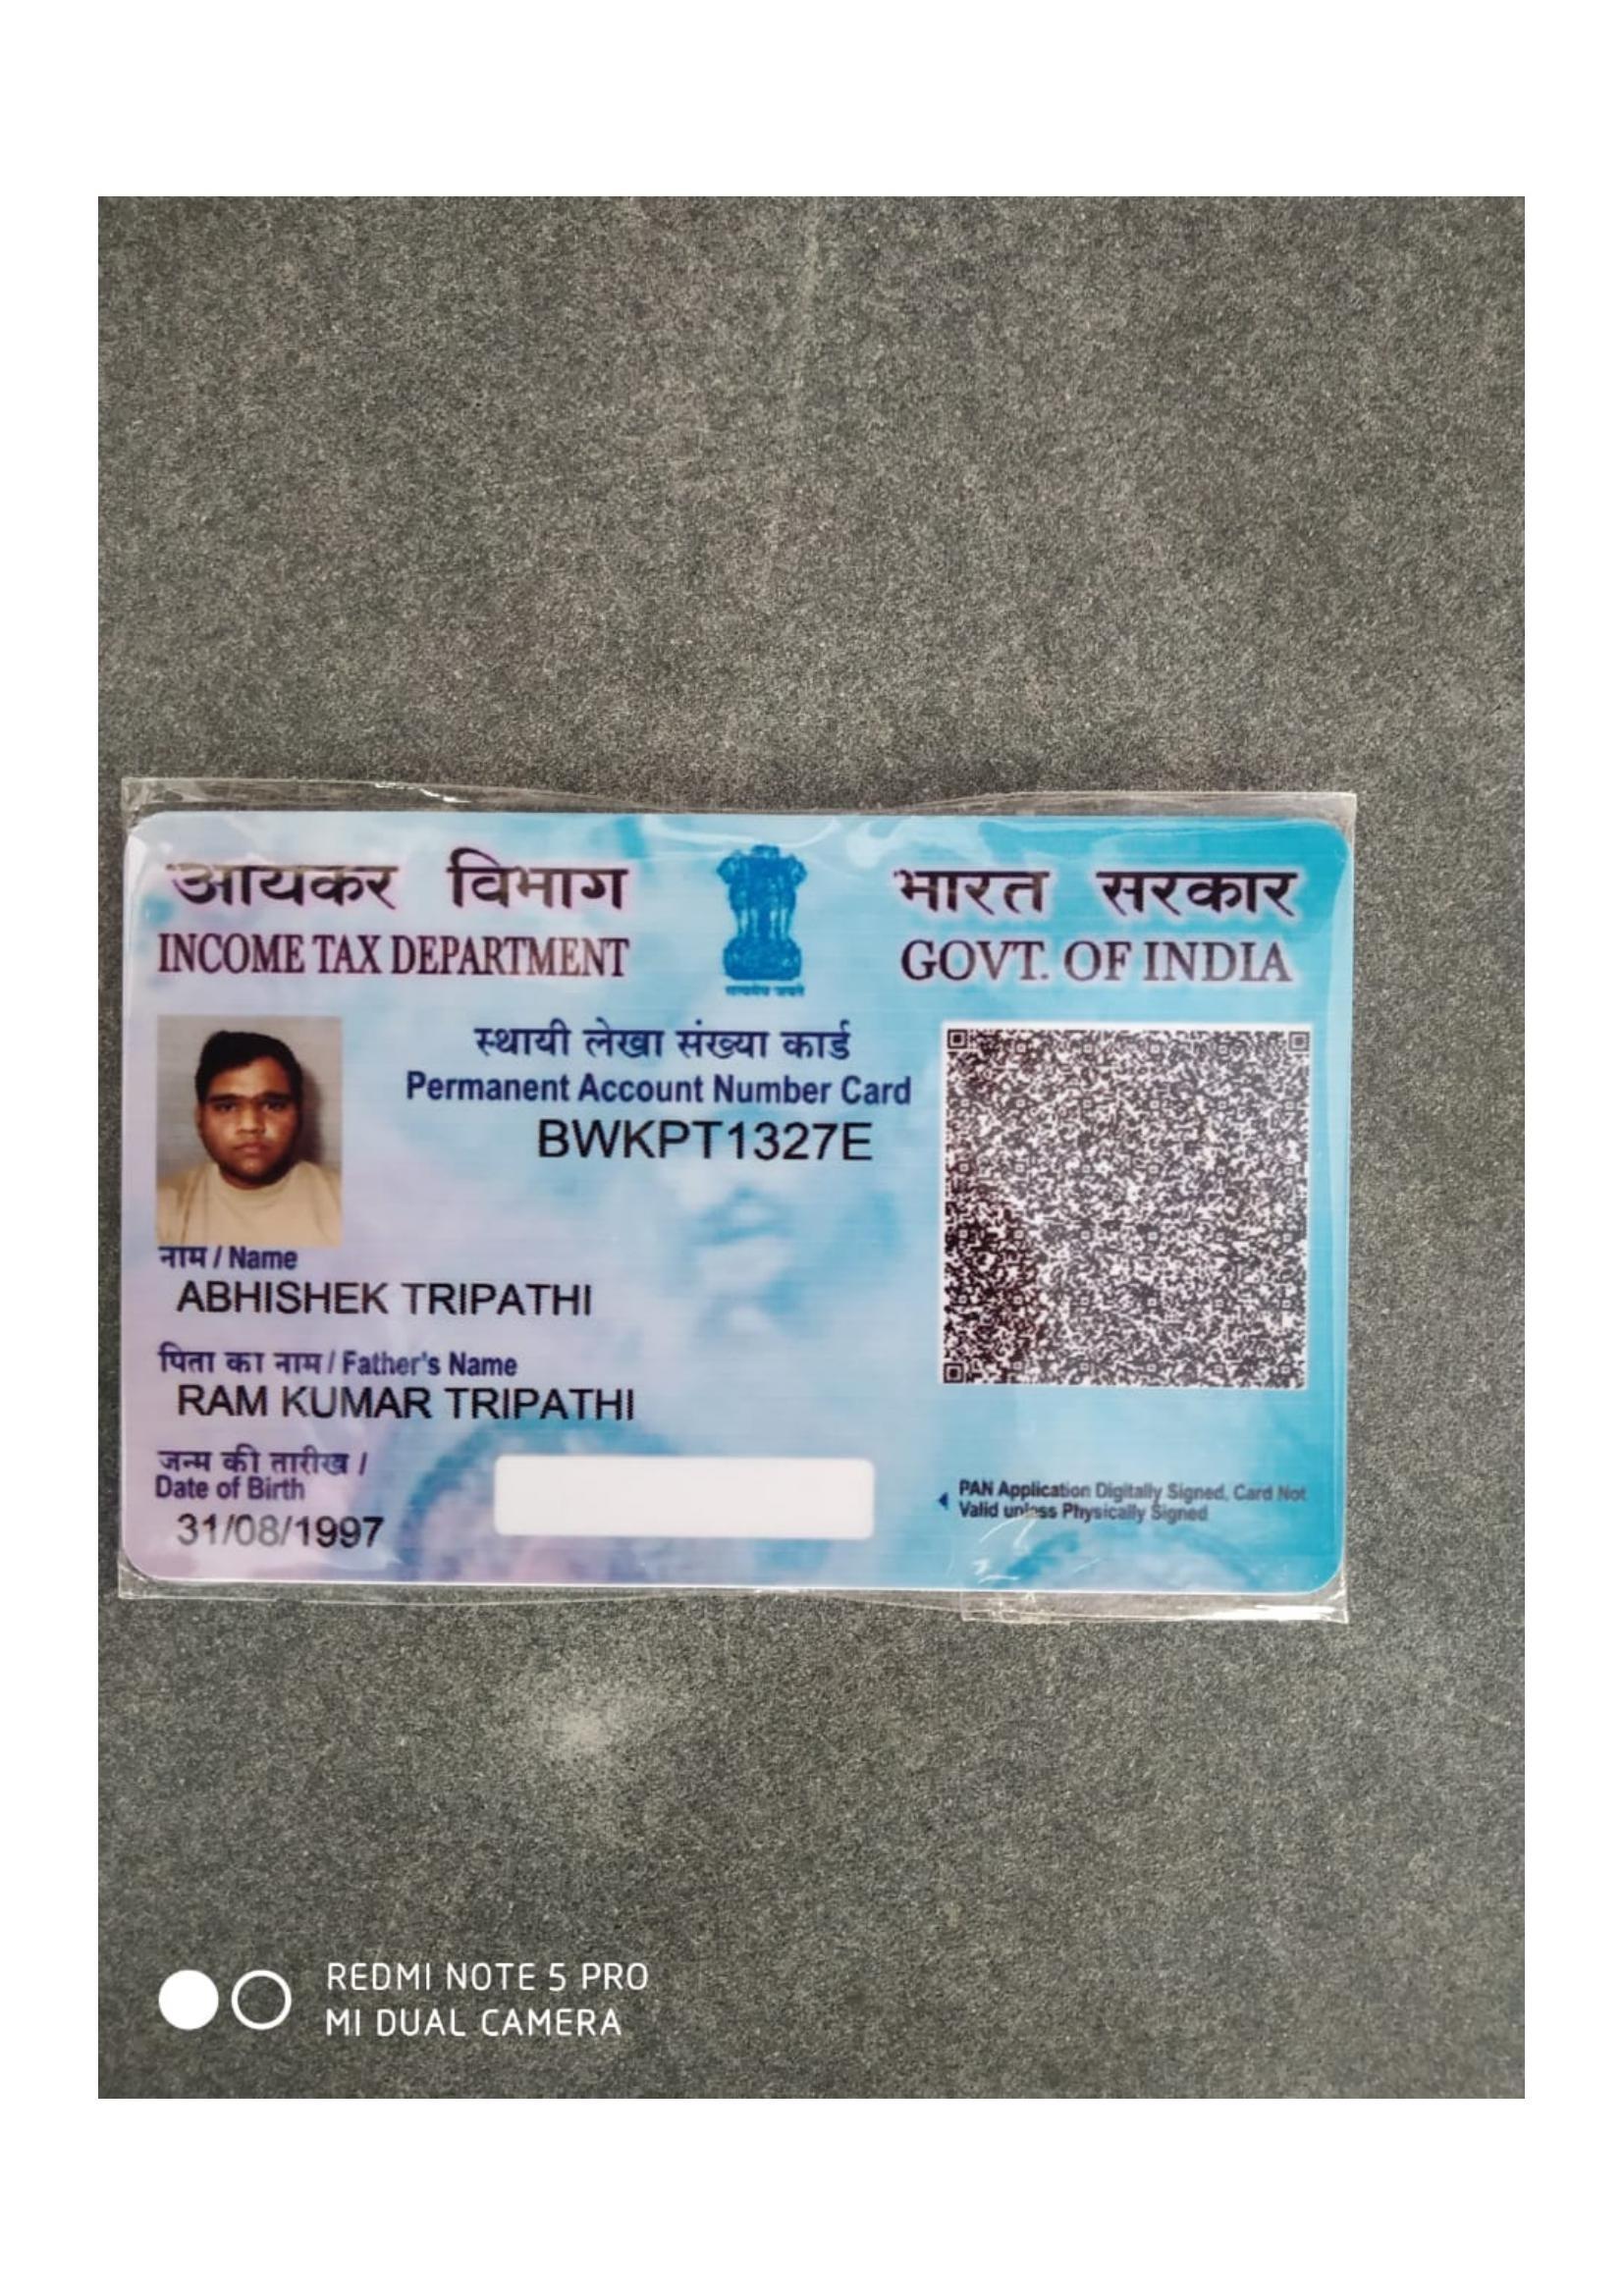 आयकर विभाग
INCOME TAX DEPARTMENT
सत्यमेव जयते
भारत सरकार
GOVT. OF INDIA
स्थायी लेखा संख्या कार्ड
Permanent Account Number Card
BWKPT1327E
नाम / Name
ABHISHEK TRIPATHI
पिता का नाम / Father's Name
RAM KUMAR TRIPATHI
जन्म की तारीख /
Date of Birth
31/08/1997
PAN Application Digitally Signed, Card Not
Valid unless Physically Signed
REDMI NOTE 5 PRO
MI DUAL CAMERA